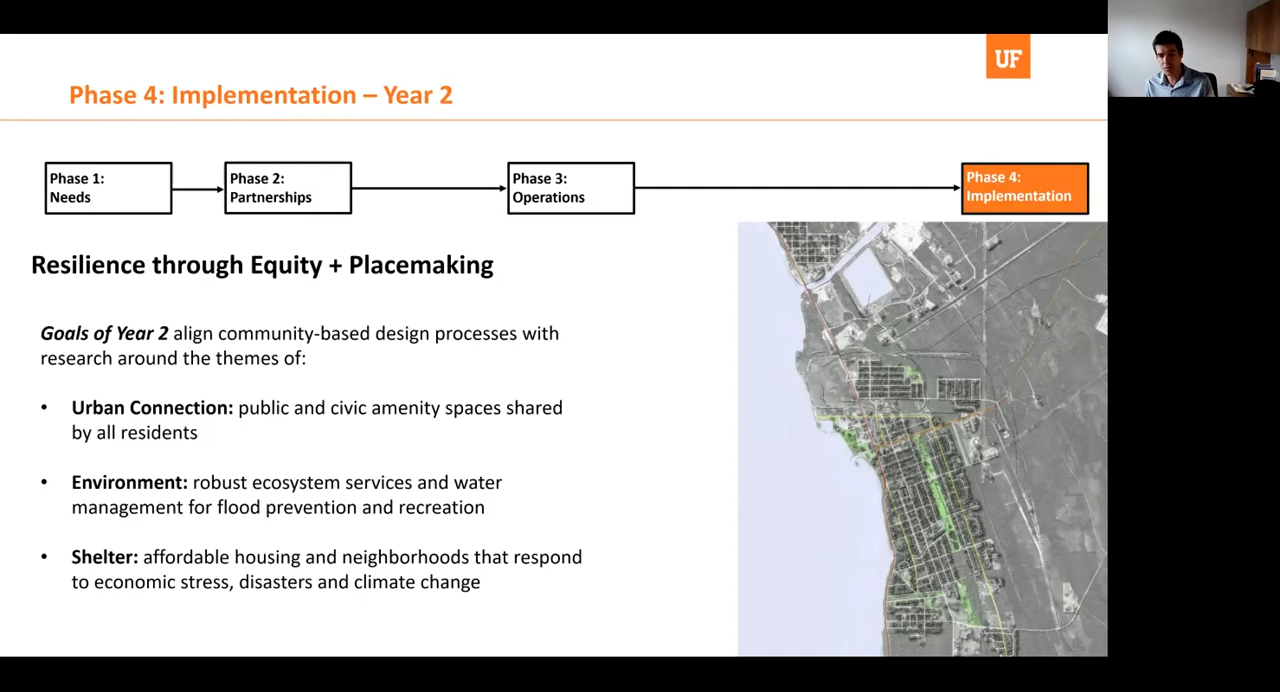 UF
Phase 4: Implementation – Year 2
Phase 1:
Needs
Phase 2:
Partnerships
Phase 3:
Operations
Phase 4:
Implementation
Resilience through Equity + Placemaking
Goals of Year 2 align community-based design processes with
research around the themes of:
• Urban Connection: public and civic amenity spaces shared
by all residents
• Environment: robust ecosystem services and water
management for flood prevention and recreation
• Shelter: affordable housing and neighborhoods that respond
to economic stress, disasters and climate change